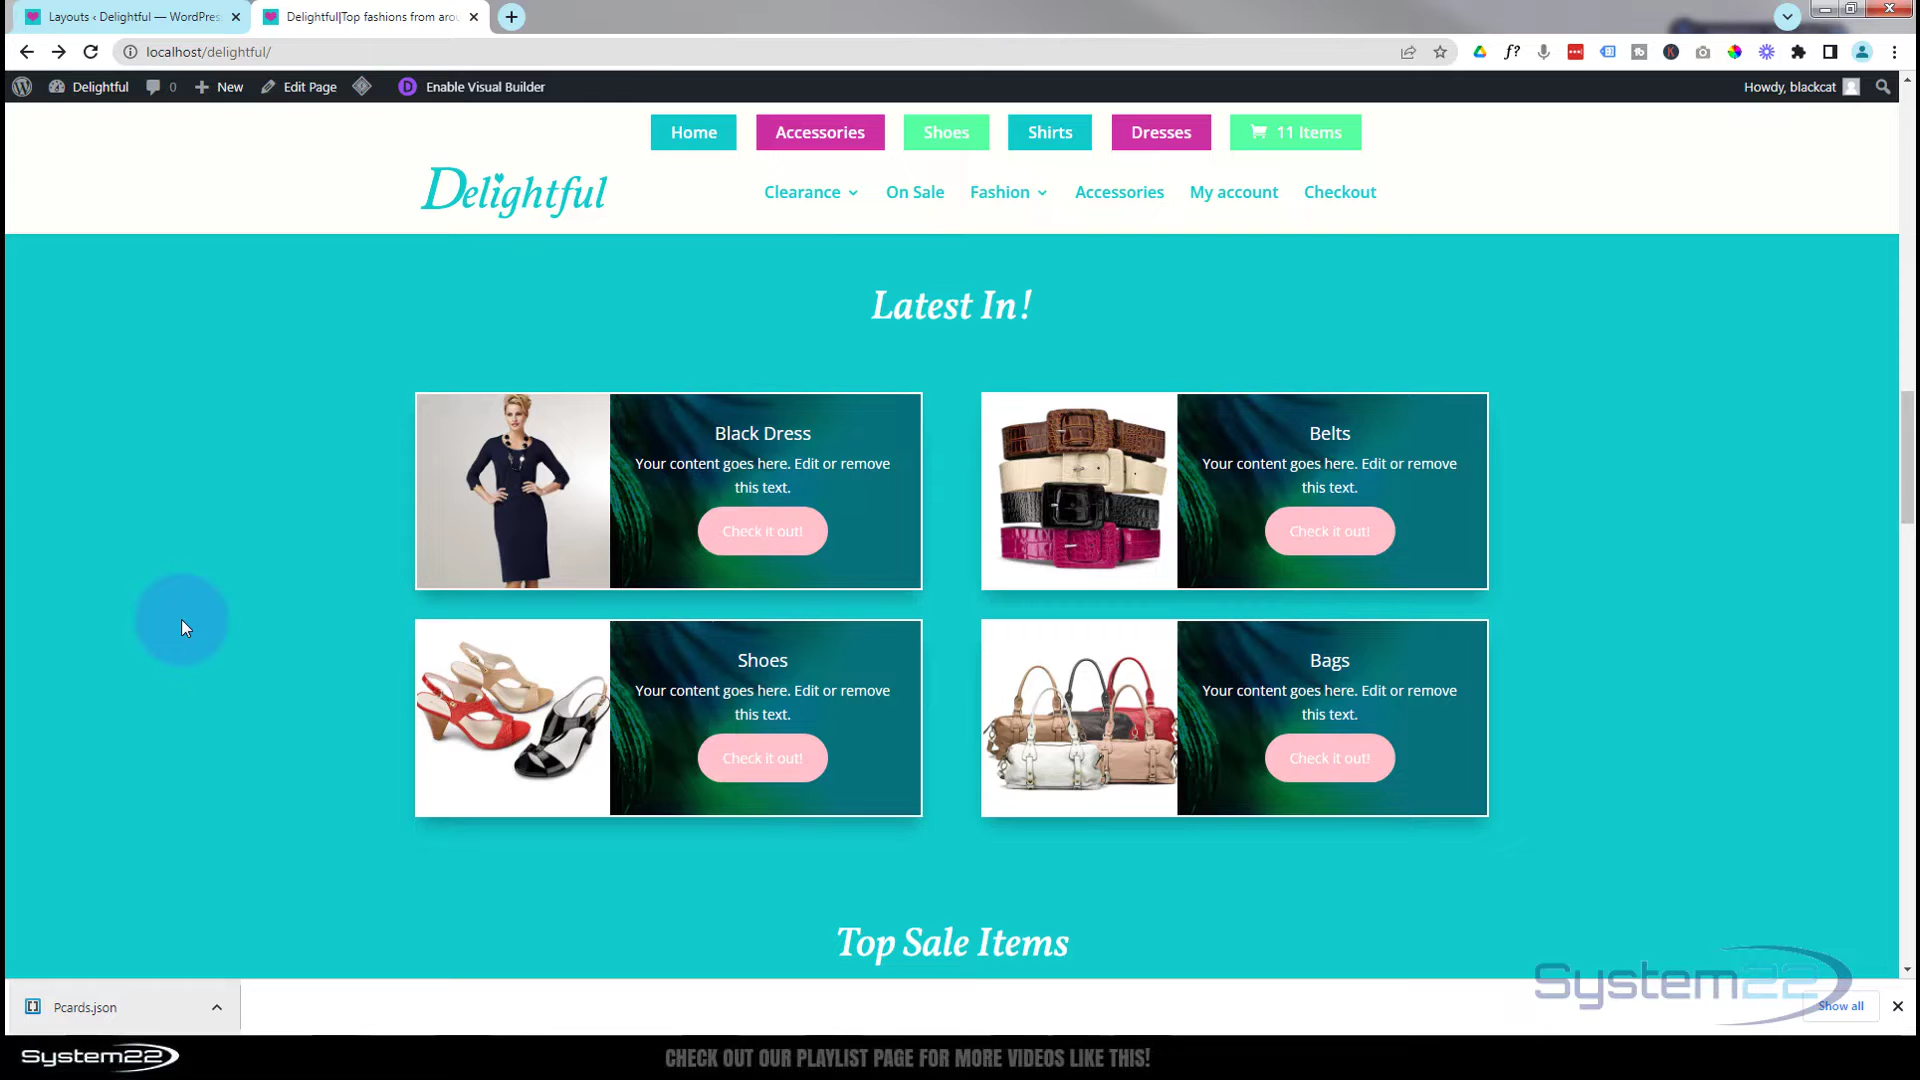 Layouts ‹ Delightful — WordPres
Delightful|Top fashions from arou
localhost/delightful/
Delightful
0
New
Edit Page
Enable Visual Builder
Howdy, blackcat
Home
Accessories
Shoes
Shirts
Dresses
11 Items
Delightful
Clearance
On Sale
Fashion
Accessories
My account
Checkout
Latest In!
Black Dress
Your content goes here. Edit or remove
this text.
Check it out!
Belts
Your content goes here. Edit or remove
this text.
Check it out!
Shoes
Your content goes here. Edit or remove
this text.
Check it out!
Bags
Your content goes here. Edit or remove
this text.
Check it out!
Top Sale Items
System22
Pcards.json
Show all
System22
CHECK OUT OUR PLAYLIST PAGE FOR MORE VIDEOS LIKE THIS!